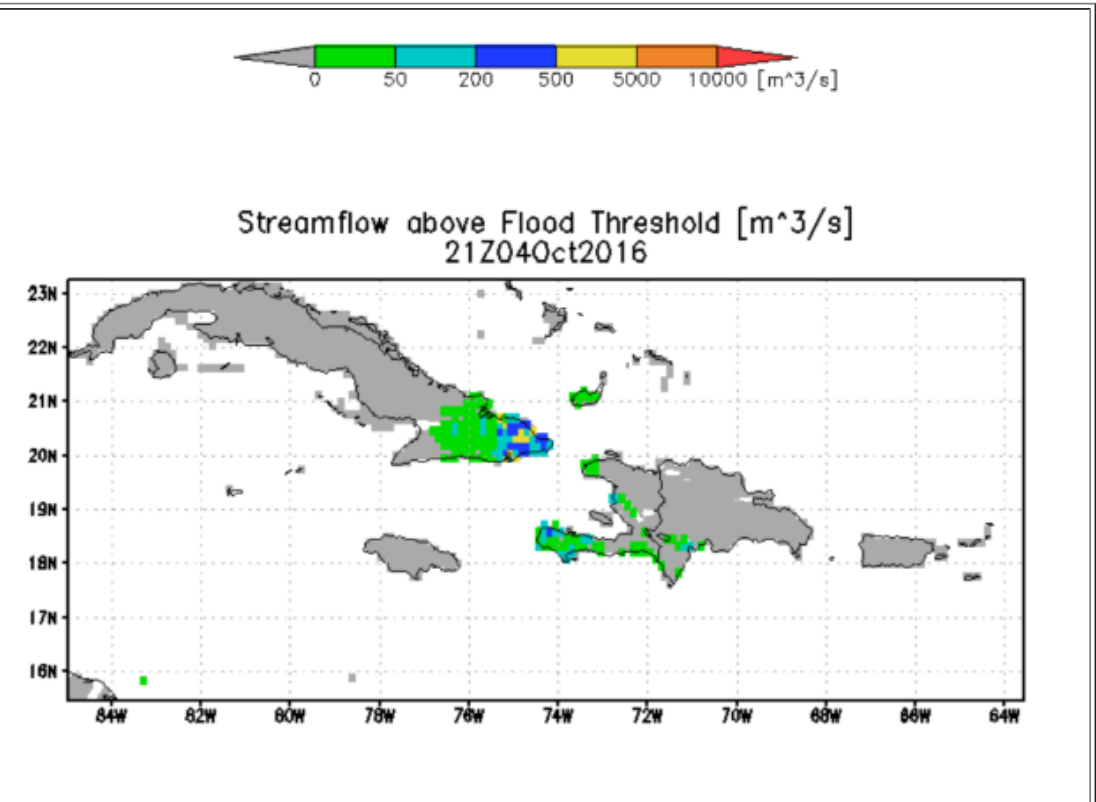 0 50 200 500 5000 10000 [m^3/s]
Streamflow above Flood Threshold [m^3/s]
21Z04Oct2016
23N
22N
21N
20N
19N
18N
17N
16N
84W 82W 80W 78W 76W 74W 72W 70W 68W 66W 64W